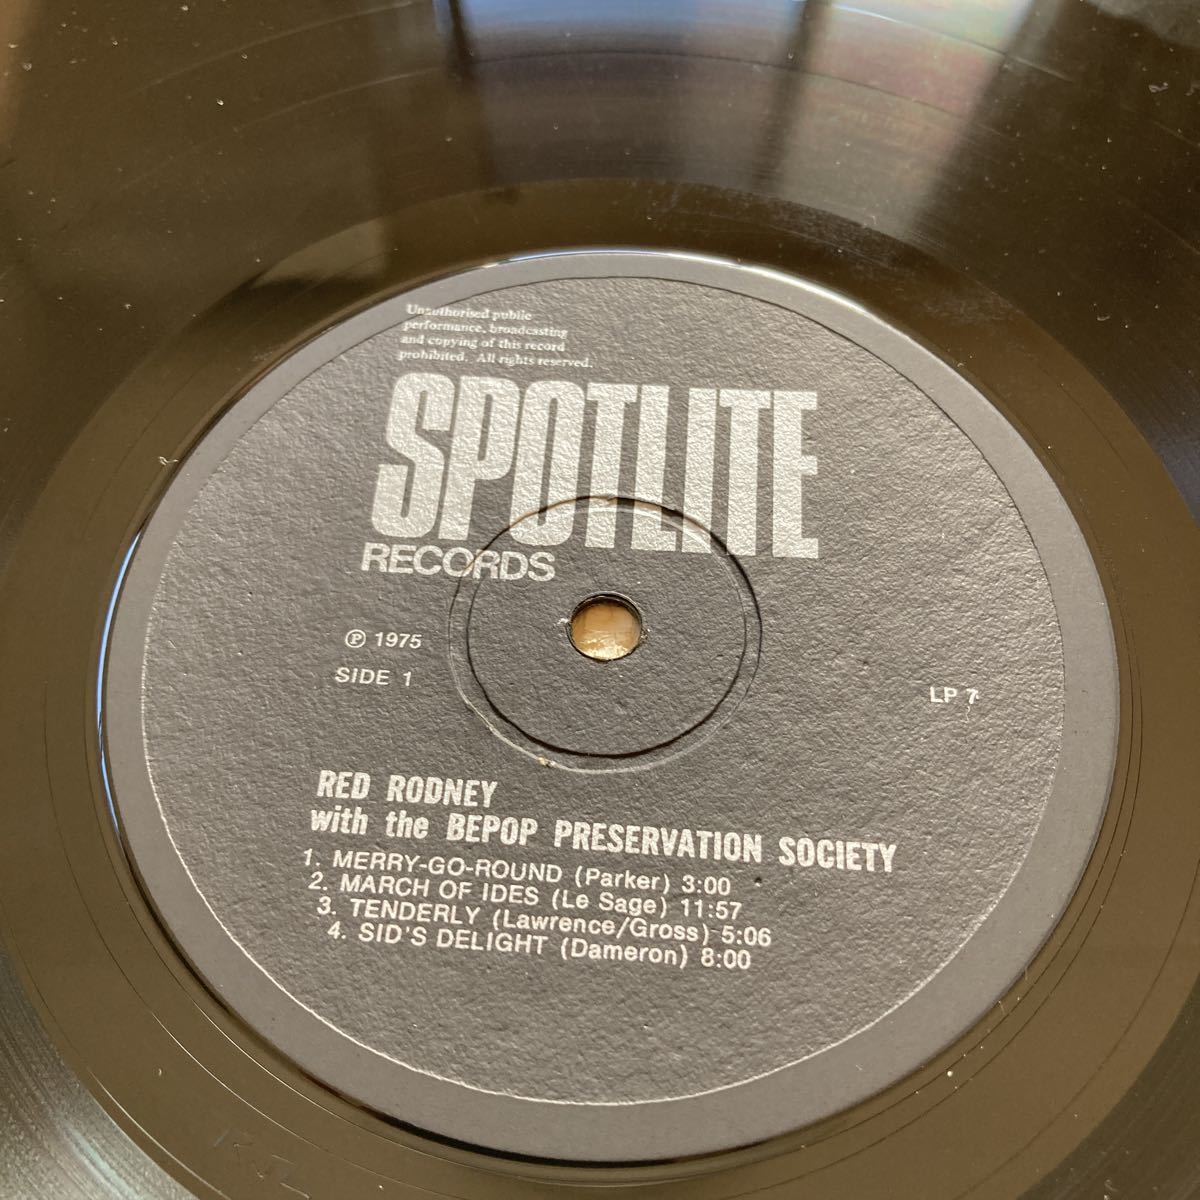 Unauthorised public
performance, broadcasting
and copying of this record
prohibited. All rights reserved.
SPOTLITE
RECORDS
℗ 1975
SIDE 1
LP 7
RED RODNEY
with the BEPOP PRESERVATION SOCIETY
1. MERRY-GO-ROUND (Parker) 3:00
2. MARCH OF IDES (Le Sage) 11:57
3. TENDERLY (Lawrence/Gross) 5:06
4. SID'S DELIGHT (Dameron) 8:00